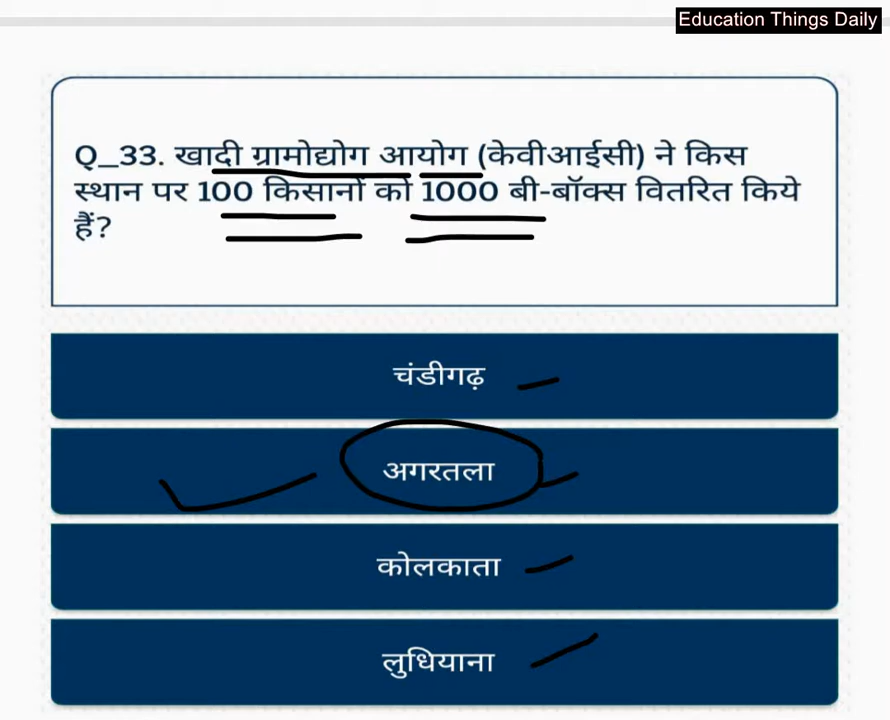 Education Things Daily
Q_33. खादी ग्रामोद्योग आयोग (केवीआईसी) ने किस
स्थान पर 100 किसानों को 1000 बी-बॉक्स वितरित किये
हैं?
चंडीगढ़
अगरतला
कोलकाता
लुधियाना